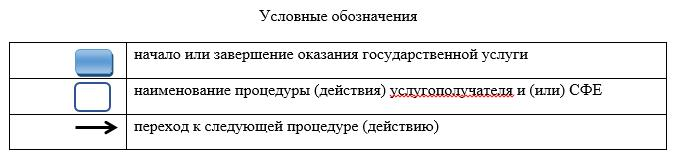 Условные обозначения
начало или завершение оказания государственной услуги
наименование процедуры (действия) услугополучателя и (или) СФЕ
переход к следующей процедуре (действию)